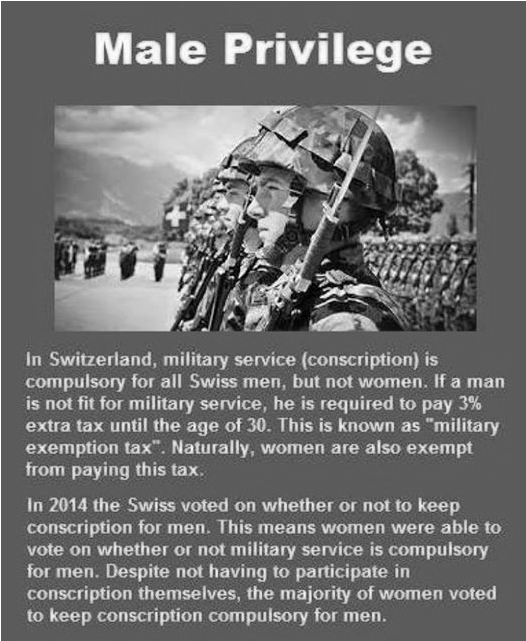 Male Privilege
In Switzerland, military service (conscription) is
compulsory for all Swiss men, but not women. If a man
is not fit for military service, he is required to pay 3%
extra tax until the age of 30. This is known as "military
exemption tax". Naturally, women are also exempt
from paying this tax.
In 2014 the Swiss voted on whether or not to keep
conscription for men. This means women were able to
vote on whether or not military service is compulsory
for men. Despite not having to participate in
conscription themselves, the majority of women voted
to keep conscription compulsory for men.